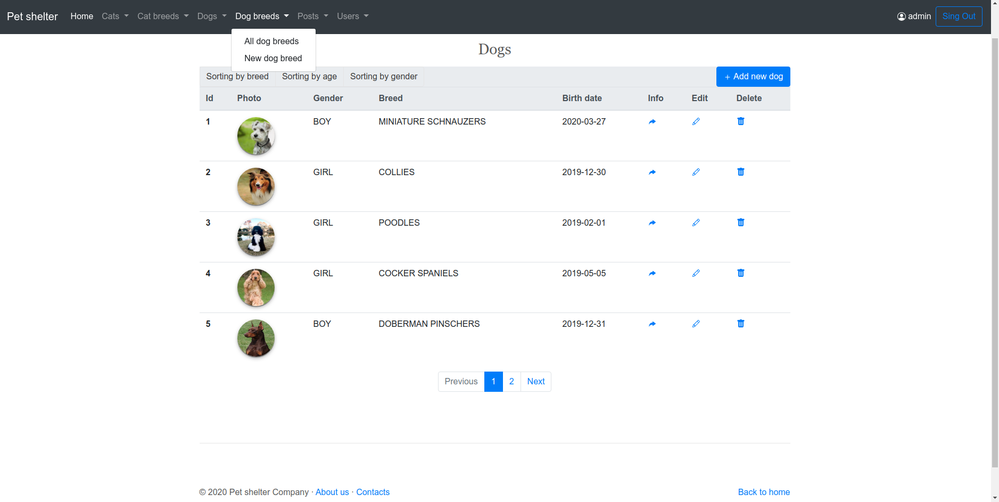 Pet shelter Home Cats Cat breeds Dogs Dog breeds Posts Users admin Sing Out
All dog breeds
New dog breed
Dogs
Sorting by breed Sorting by age Sorting by gender + Add new dog
Id Photo Gender Breed Birth date Info Edit Delete
1 BOY MINIATURE SCHNAUZERS 2020-03-27
2 GIRL COLLIES 2019-12-30
3 GIRL POODLES 2019-02-01
4 GIRL COCKER SPANIELS 2019-05-05
5 BOY DOBERMAN PINSCHERS 2019-12-31
Previous 1 2 Next
© 2020 Pet shelter Company · About us · Contacts Back to home